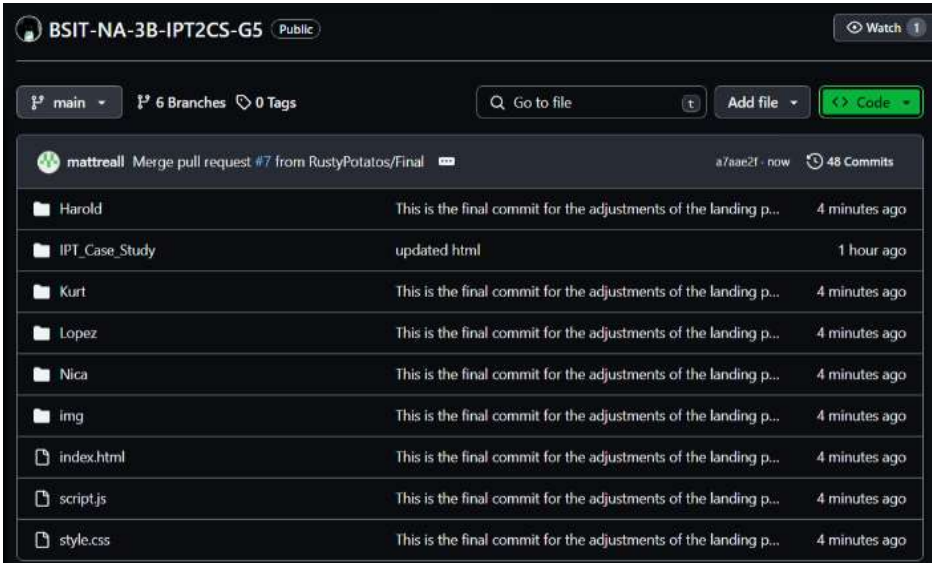 BSIT-NA-3B-IPT2CS-G5 Public Watch 1
main 6 Branches 0 Tags Go to file t Add file <> Code
mattreall Merge pull request #7 from RustyPotatos/Final ... a7aae2f · now 48 Commits
Harold This is the final commit for the adjustments of the landing p... 4 minutes ago
IPT_Case_Study updated html 1 hour ago
Kurt This is the final commit for the adjustments of the landing p... 4 minutes ago
Lopez This is the final commit for the adjustments of the landing p... 4 minutes ago
Nica This is the final commit for the adjustments of the landing p... 4 minutes ago
img This is the final commit for the adjustments of the landing p... 4 minutes ago
index.html This is the final commit for the adjustments of the landing p... 4 minutes ago
script.js This is the final commit for the adjustments of the landing p... 4 minutes ago
style.css This is the final commit for the adjustments of the landing p... 4 minutes ago